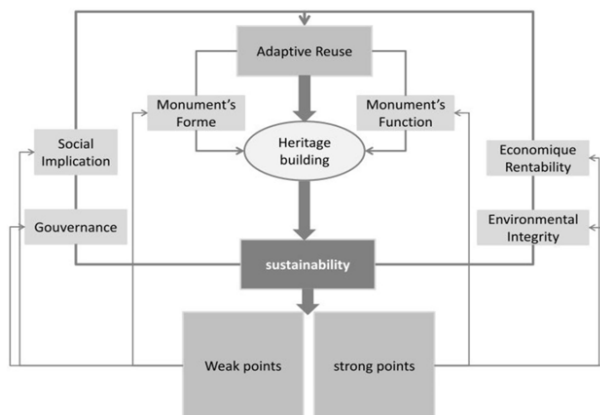 Adaptive Reuse
Monument's
Forme
Monument's
Function
Social
Implication
Heritage
building
Economique
Rentability
Gouvernance
Environmental
Integrity
sustainability
Weak points
strong points